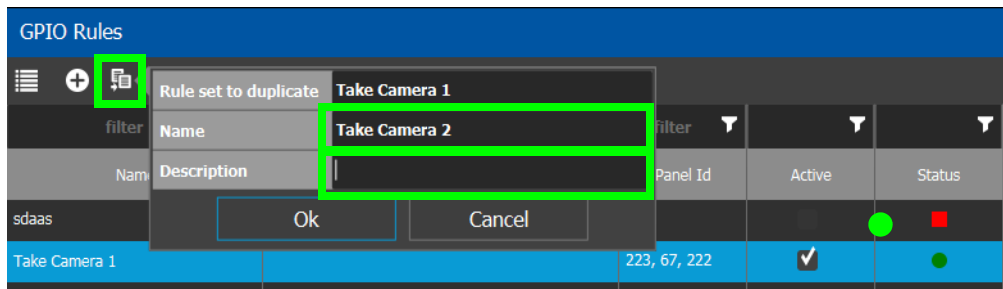 GPIO Rules
Rule set to duplicate Take Camera 1
filter Name Take Camera 2 filter
Description Panel Id Active Status
Ok Cancel
sdaas
Take Camera 1 223, 67, 222